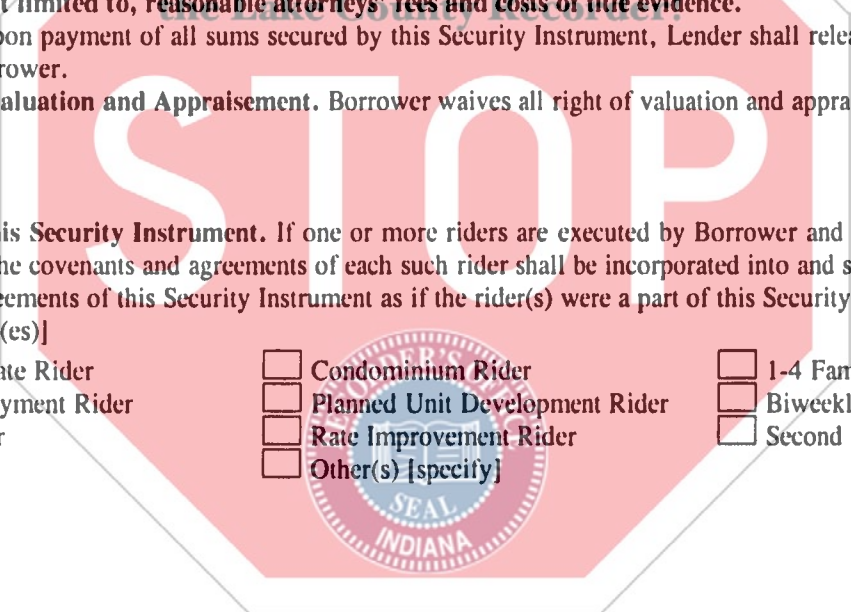 the Lake County Recorder!
t limited to, reasonable attorneys' fees and costs of title evidence.
on payment of all sums secured by this Security Instrument, Lender shall relea
rower.
aluation and Appraisement. Borrower waives all right of valuation and appra
STOP
is Security Instrument. If one or more riders are executed by Borrower and
he covenants and agreements of each such rider shall be incorporated into and s
eements of this Security Instrument as if the rider(s) were a part of this Security
(es)]
ate Rider Condominium Rider 1-4 Fam
yment Rider Planned Unit Development Rider Biweekl
r Rate Improvement Rider Second
Other(s) [specify]
RECORDER'S OFFICE
SEAL
INDIANA